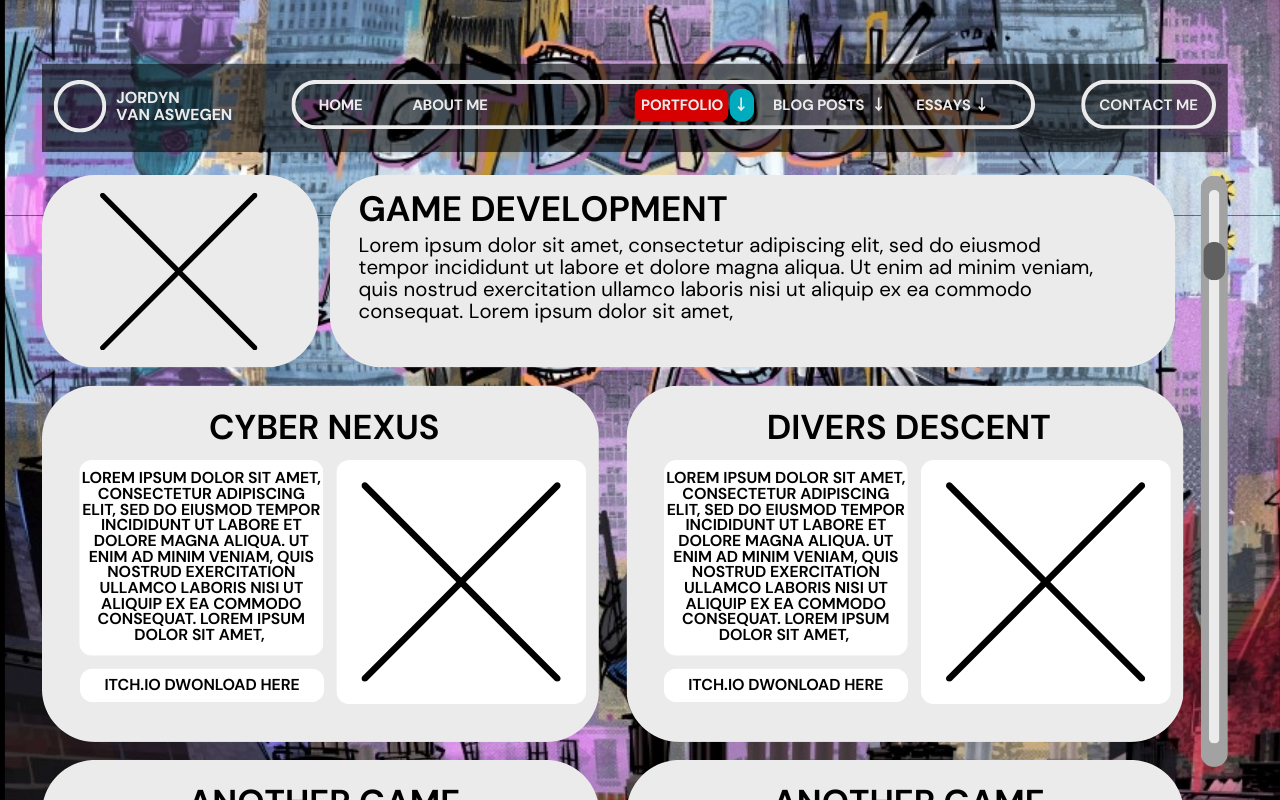 JORDYN
VAN ASWEGEN
HOME ABOUT ME PORTFOLIO ↓ BLOG POSTS ↓ ESSAYS ↓ CONTACT ME
GAME DEVELOPMENT
Lorem ipsum dolor sit amet, consectetur adipiscing elit, sed do eiusmod
tempor incididunt ut labore et dolore magna aliqua. Ut enim ad minim veniam,
quis nostrud exercitation ullamco laboris nisi ut aliquip ex ea commodo
consequat. Lorem ipsum dolor sit amet,
CYBER NEXUS
LOREM IPSUM DOLOR SIT AMET,
CONSECTETUR ADIPISCING
ELIT, SED DO EIUSMOD TEMPOR
INCIDIDUNT UT LABORE ET
DOLORE MAGNA ALIQUA. UT
ENIM AD MINIM VENIAM, QUIS
NOSTRUD EXERCITATION
ULLAMCO LABORIS NISI UT
ALIQUIP EX EA COMMODO
CONSEQUAT. LOREM IPSUM
DOLOR SIT AMET,
ITCH.IO DWONLOAD HERE
DIVERS DESCENT
LOREM IPSUM DOLOR SIT AMET,
CONSECTETUR ADIPISCING
ELIT, SED DO EIUSMOD TEMPOR
INCIDIDUNT UT LABORE ET
DOLORE MAGNA ALIQUA. UT
ENIM AD MINIM VENIAM, QUIS
NOSTRUD EXERCITATION
ULLAMCO LABORIS NISI UT
ALIQUIP EX EA COMMODO
CONSEQUAT. LOREM IPSUM
DOLOR SIT AMET,
ITCH.IO DWONLOAD HERE
ANOTHER GAME
ANOTHER GAME